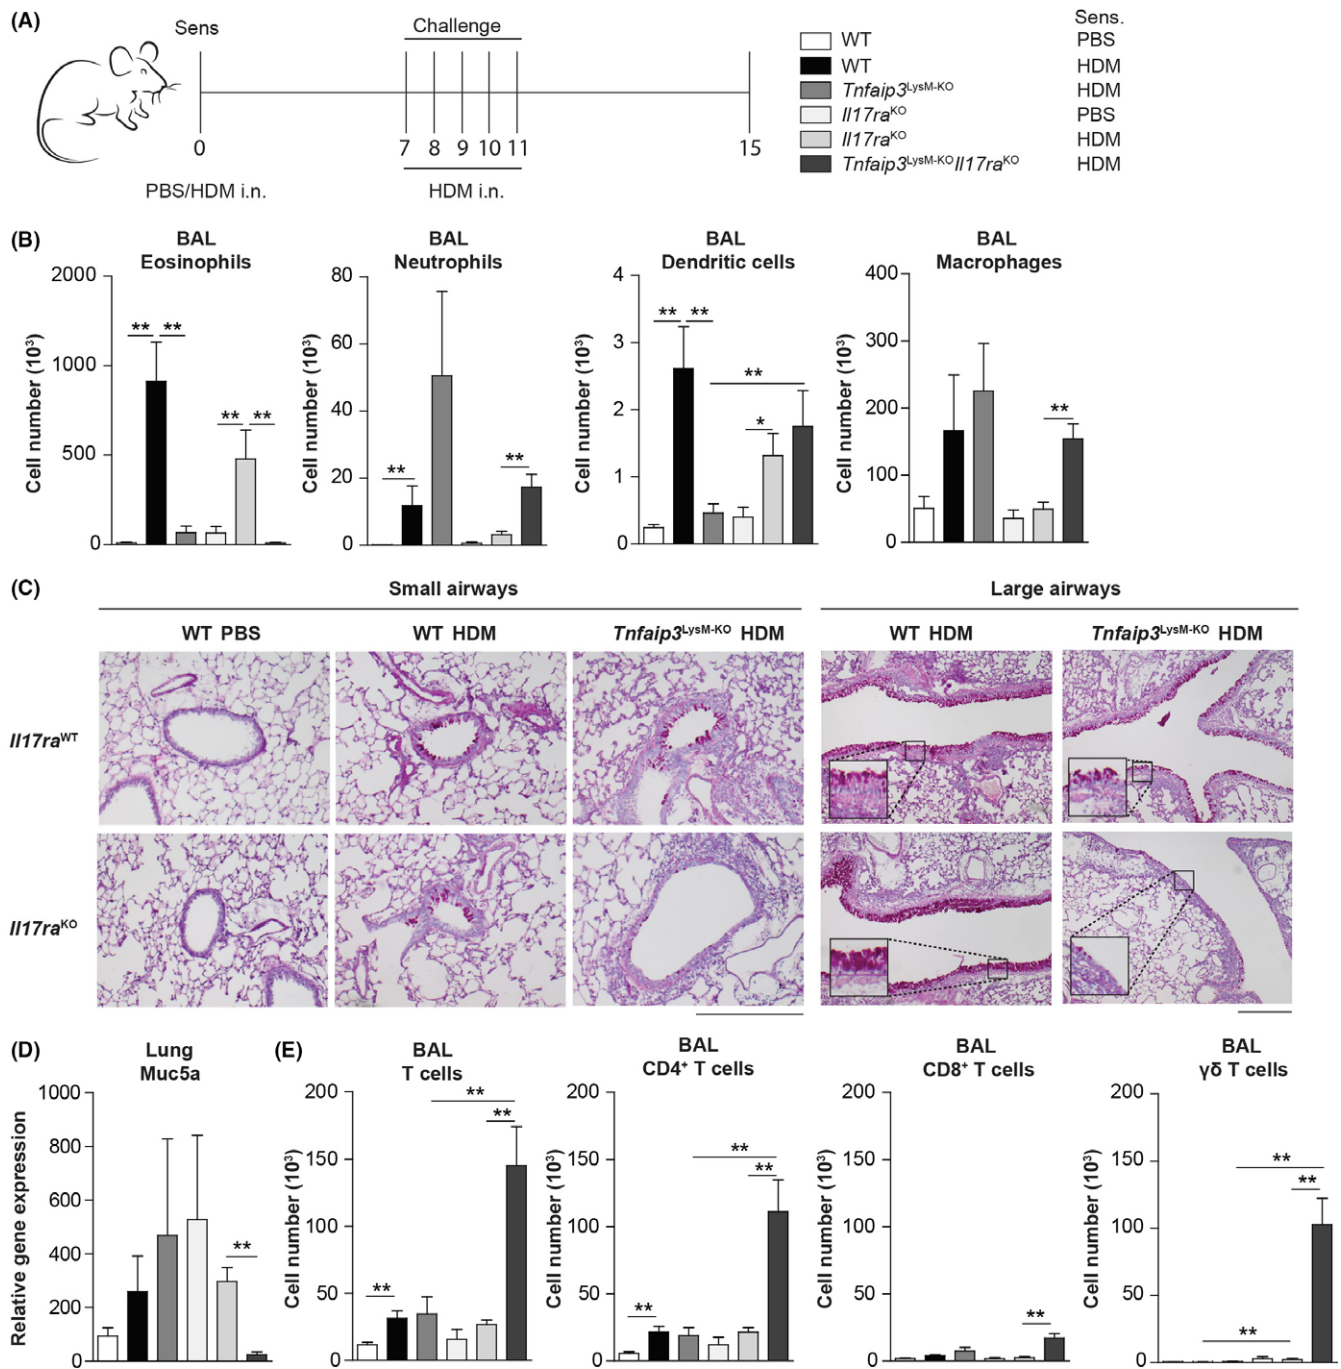 (A)
Sens
Challenge
0
7 8 9 10 11
15
PBS/HDM i.n.
HDM i.n.
Sens.
WT PBS
WT HDM
Tnfaip3LysM-KO HDM
Il17raKO PBS
Il17raKO HDM
Tnfaip3LysM-KOIl17raKO HDM
(B)
BAL
Eosinophils
Cell number (10³)
2000
1000
500
0
** **
** **
BAL
Neutrophils
Cell number (10³)
80
60
40
20
0
**
**
BAL
Dendritic cells
Cell number (10³)
4
3
2
1
0
** **
**
*
BAL
Macrophages
Cell number (10³)
400
300
200
100
0
**
(C)
Small airways
Large airways
WT PBS
WT HDM
Tnfaip3LysM-KO HDM
WT HDM
Tnfaip3LysM-KO HDM
Il17raWT
Il17raKO
(D)
Lung
Muc5a
Relative gene expression
1000
800
600
400
200
0
**
(E)
BAL
T cells
Cell number (10³)
200
150
100
50
0
**
**
**
BAL
CD4⁺ T cells
Cell number (10³)
200
150
100
50
0
**
**
**
BAL
CD8⁺ T cells
Cell number (10³)
200
150
100
50
0
**
BAL
γδ T cells
Cell number (10³)
200
150
100
50
0
**
**
**